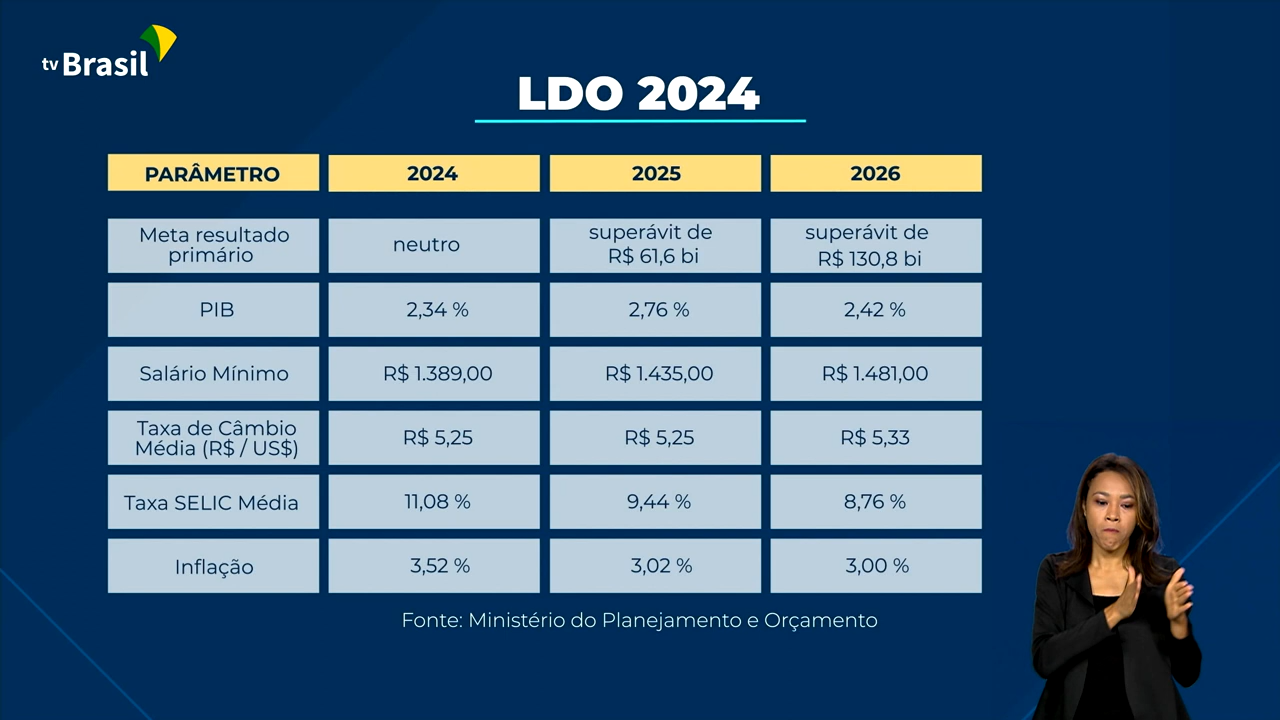 tv Brasil
LDO 2024
PARÂMETRO 2024 2025 2026
Meta resultado primário neutro superávit de R$ 61,6 bi superávit de R$ 130,8 bi
PIB 2,34 % 2,76 % 2,42 %
Salário Mínimo R$ 1.389,00 R$ 1.435,00 R$ 1.481,00
Taxa de Câmbio Média (R$ / US$) R$ 5,25 R$ 5,25 R$ 5,33
Taxa SELIC Média 11,08 % 9,44 % 8,76 %
Inflação 3,52 % 3,02 % 3,00 %
Fonte: Ministério do Planejamento e Orçamento